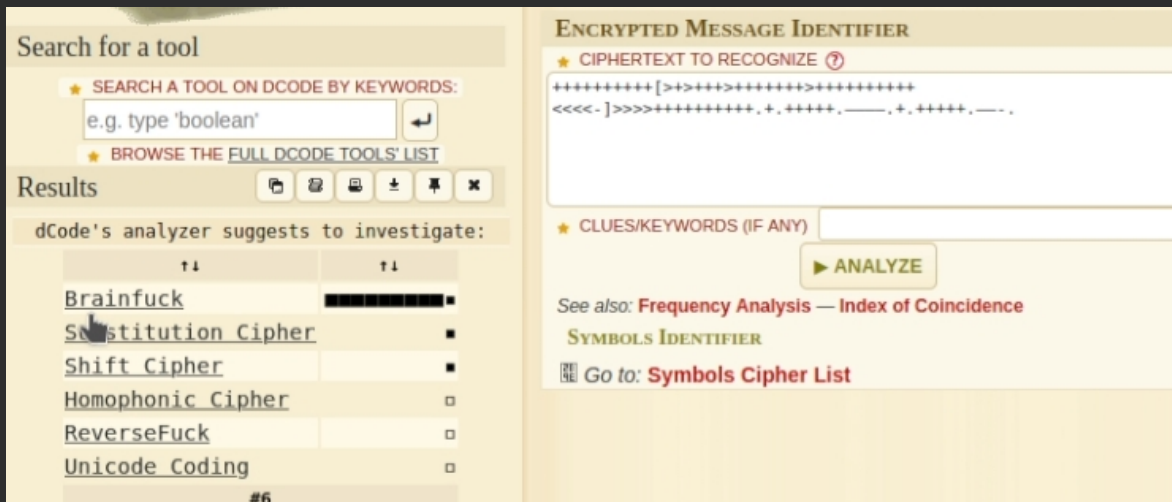 Search for a tool
★ SEARCH A TOOL ON DCODE BY KEYWORDS:
e.g. type 'boolean'
★ BROWSE THE FULL DCODE TOOLS' LIST
Results
dCode's analyzer suggests to investigate:
↑↓ ↑↓
Brainfuck
Substitution Cipher
Shift Cipher
Homophonic Cipher
ReverseFuck
Unicode Coding
#6
ENCRYPTED MESSAGE IDENTIFIER
★ CIPHERTEXT TO RECOGNIZE ?
++++++++++[>+>+++>+++++++>++++++++++
<<<<-]>>>>++++++++++.+.+++++.———–.+.+++++.——-.
★ CLUES/KEYWORDS (IF ANY)
▶ ANALYZE
See also: Frequency Analysis — Index of Coincidence
SYMBOLS IDENTIFIER
Go to: Symbols Cipher List